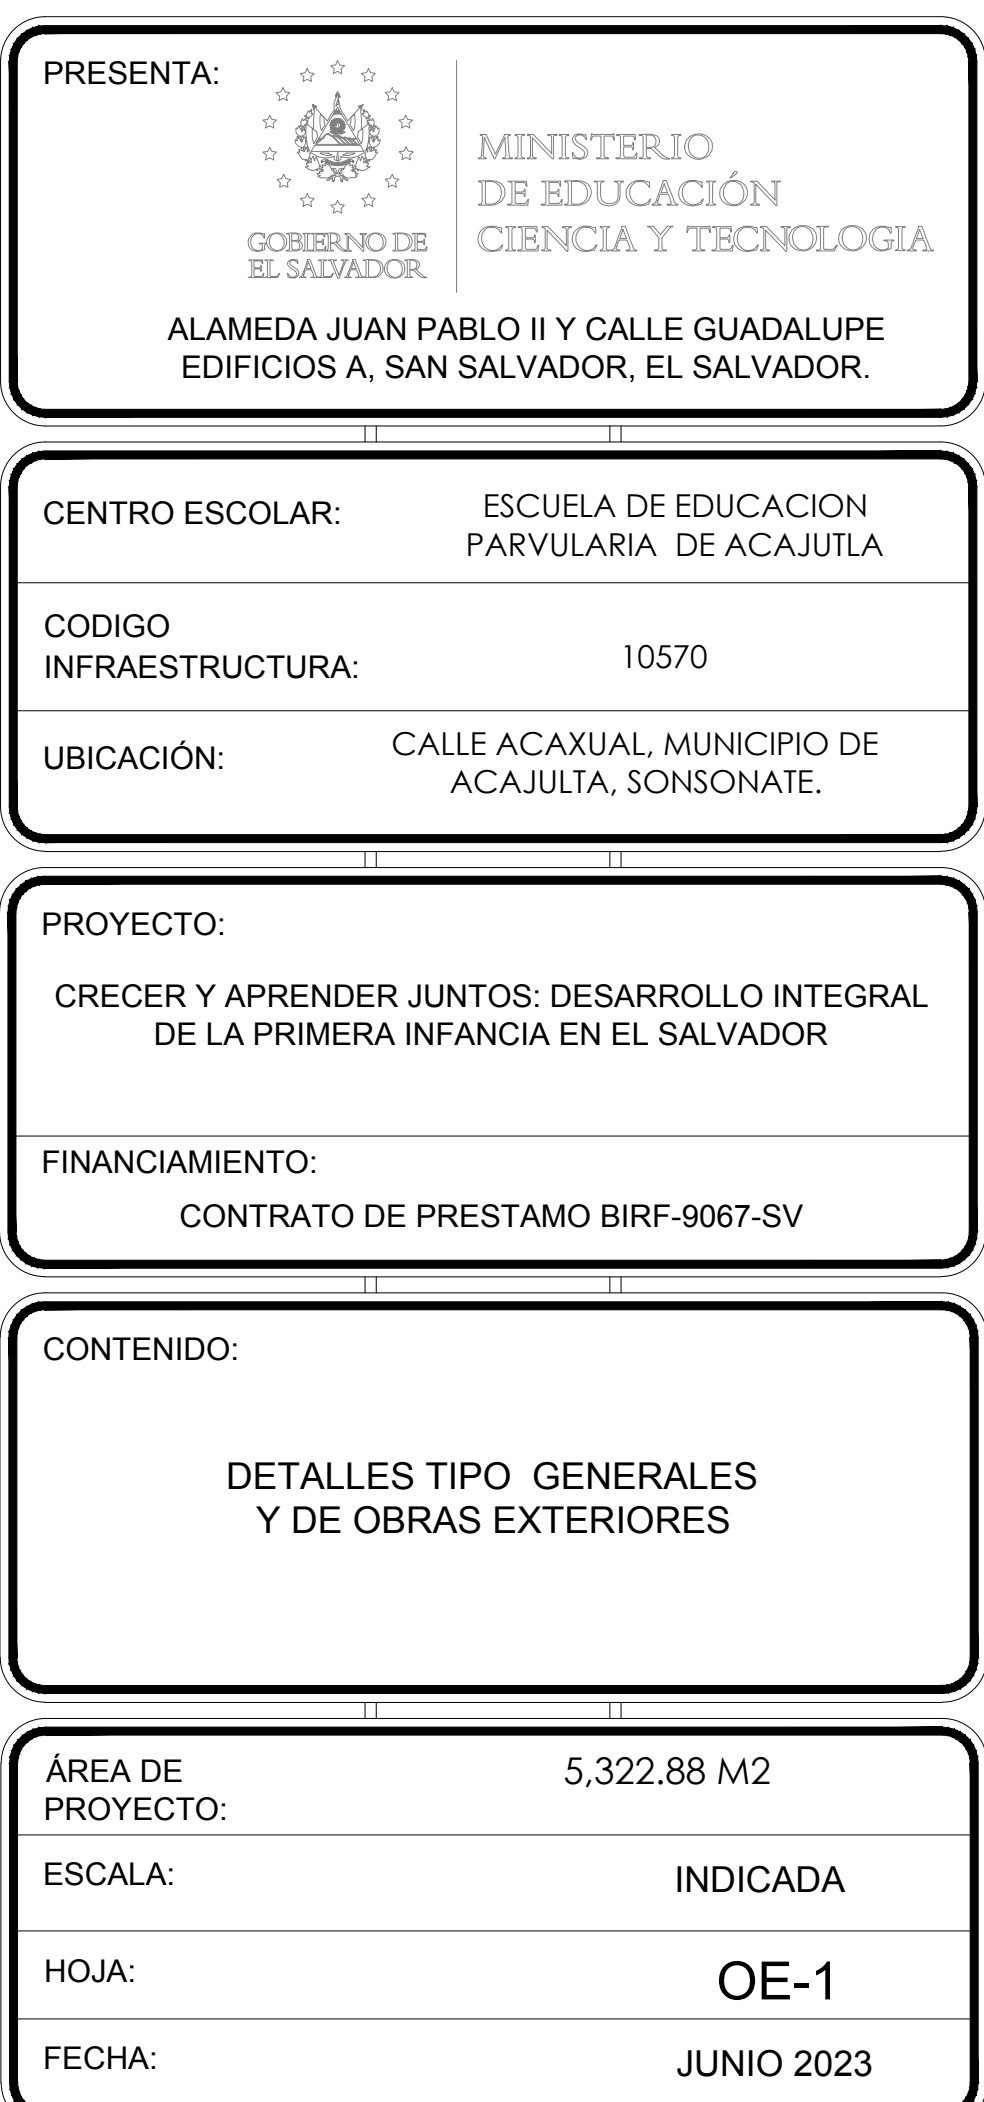 PRESENTA:
GOBIERNO DE
EL SALVADOR
MINISTERIO
DE EDUCACIÓN
CIENCIA Y TECNOLOGIA
ALAMEDA JUAN PABLO II Y CALLE GUADALUPE
EDIFICIOS A, SAN SALVADOR, EL SALVADOR.
CENTRO ESCOLAR:
ESCUELA DE EDUCACION
PARVULARIA DE ACAJUTLA
CODIGO
INFRAESTRUCTURA:
10570
UBICACIÓN:
CALLE ACAXUAL, MUNICIPIO DE
ACAJULTA, SONSONATE.
PROYECTO:
CRECER Y APRENDER JUNTOS: DESARROLLO INTEGRAL
DE LA PRIMERA INFANCIA EN EL SALVADOR
FINANCIAMIENTO:
CONTRATO DE PRESTAMO BIRF-9067-SV
CONTENIDO:
DETALLES TIPO GENERALES
Y DE OBRAS EXTERIORES
ÁREA DE
PROYECTO:
5,322.88 M2
ESCALA:
INDICADA
HOJA:
OE-1
FECHA:
JUNIO 2023